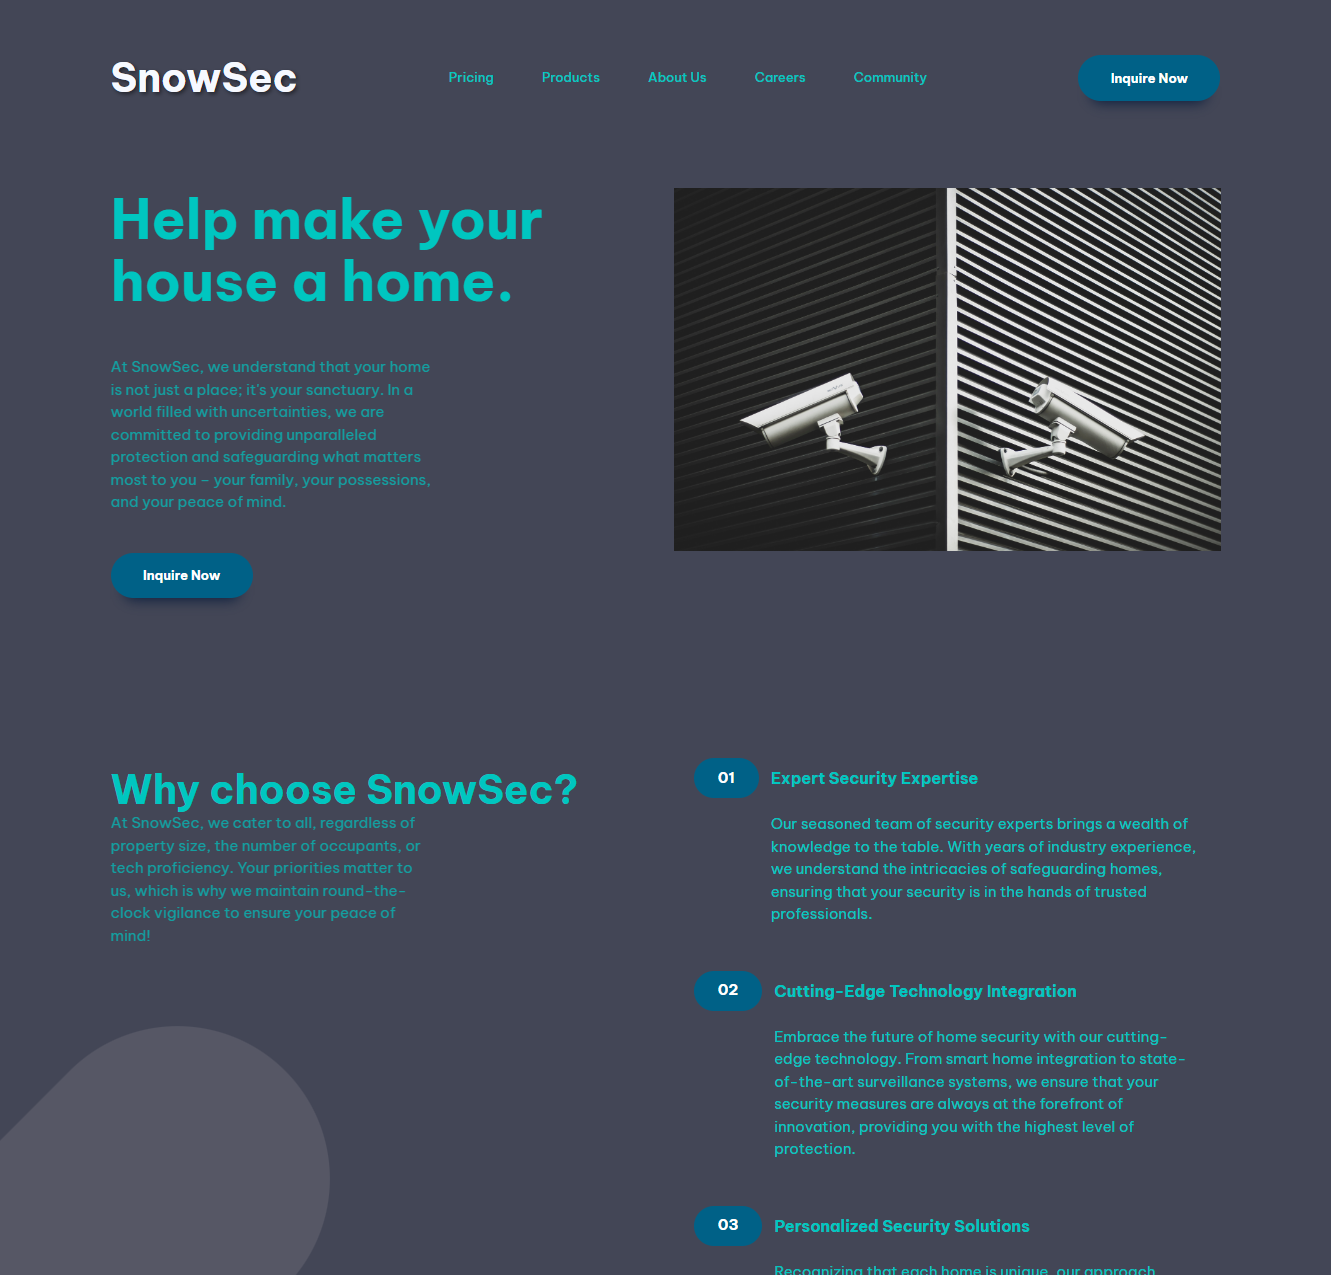 SnowSec
Pricing
Products
About Us
Careers
Community
Inquire Now
Help make your
house a home.
At SnowSec, we understand that your home
is not just a place; it's your sanctuary. In a
world filled with uncertainties, we are
committed to providing unparalleled
protection and safeguarding what matters
most to you – your family, your possessions,
and your peace of mind.
Inquire Now
Why choose SnowSec?
At SnowSec, we cater to all, regardless of
property size, the number of occupants, or
tech proficiency. Your priorities matter to
us, which is why we maintain round-the-
clock vigilance to ensure your peace of
mind!
01
Expert Security Expertise
Our seasoned team of security experts brings a wealth of
knowledge to the table. With years of industry experience,
we understand the intricacies of safeguarding homes,
ensuring that your security is in the hands of trusted
professionals.
02
Cutting-Edge Technology Integration
Embrace the future of home security with our cutting-
edge technology. From smart home integration to state-
of-the-art surveillance systems, we ensure that your
security measures are always at the forefront of
innovation, providing you with the highest level of
protection.
03
Personalized Security Solutions
Recognizing that each home is unique, our approach